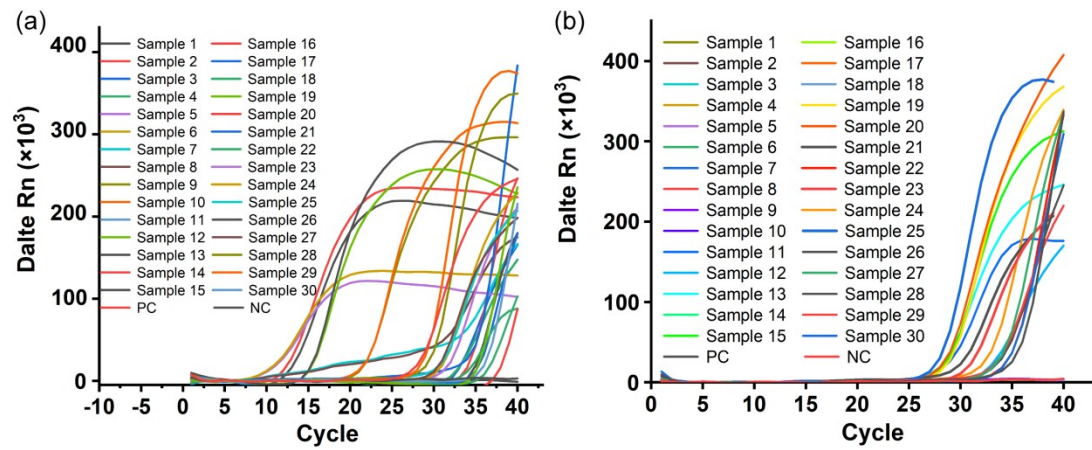 (a)
400
300
200
100
0
-10 -5 0 5 10 15 20 25 30 35 40
Cycle
Dalte Rn (×10³)
Sample 1 Sample 16
Sample 2 Sample 17
Sample 3 Sample 18
Sample 4 Sample 19
Sample 5 Sample 20
Sample 6 Sample 21
Sample 7 Sample 22
Sample 8 Sample 23
Sample 9 Sample 24
Sample 10 Sample 25
Sample 11 Sample 26
Sample 12 Sample 27
Sample 13 Sample 28
Sample 14 Sample 29
Sample 15 Sample 30
PC NC
(b)
400
300
200
100
0
0 5 10 15 20 25 30 35 40
Cycle
Dalte Rn (×10³)
Sample 1 Sample 16
Sample 2 Sample 17
Sample 3 Sample 18
Sample 4 Sample 19
Sample 5 Sample 20
Sample 6 Sample 21
Sample 7 Sample 22
Sample 8 Sample 23
Sample 9 Sample 24
Sample 10 Sample 25
Sample 11 Sample 26
Sample 12 Sample 27
Sample 13 Sample 28
Sample 14 Sample 29
Sample 15 Sample 30
PC NC